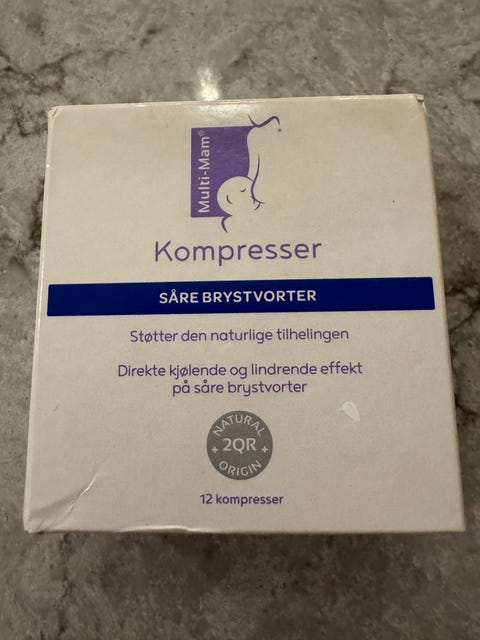 Multi-Mam®
Kompresser
SÅRE BRYSTVORTER
Støtter den naturlige tilhelingen
Direkte kjølende og lindrende effekt
på såre brystvorter
NATURAL
+ 2QR +
ORIGIN
12 kompresser